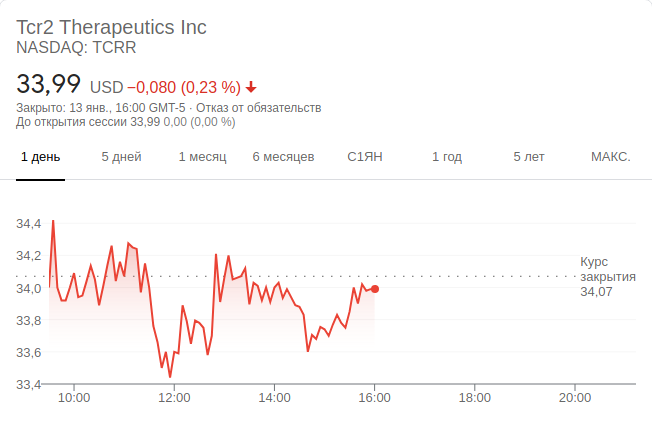 Tcr2 Therapeutics Inc
NASDAQ: TCRR
33,99 USD −0,080 (0,23 %)
Закрыто: 13 янв., 16:00 GMT-5 · Отказ от обязательств
До открытия сессии 33,99 0,00 (0,00 %)
1 день 5 дней 1 месяц 6 месяцев С1ЯН 1 год 5 лет МАКС.
34,4
34,2
34,0
33,8
33,6
33,4
Курс
закрытия
34,07
10:00 12:00 14:00 16:00 18:00 20:00